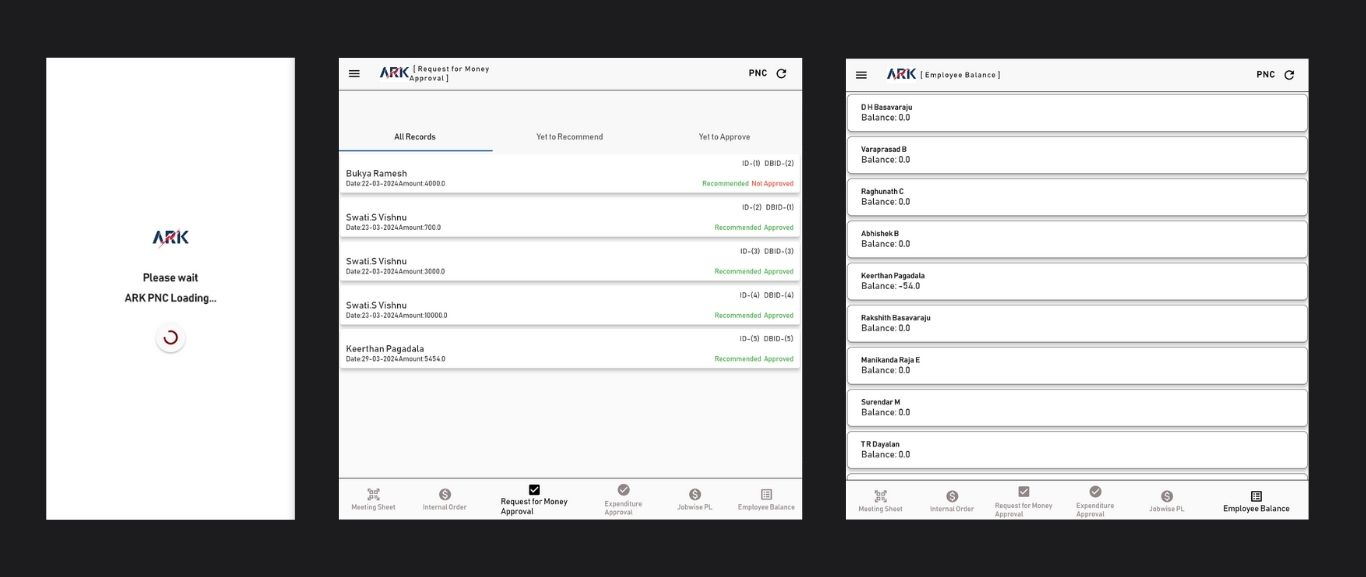 ARK
Please wait
ARK PNC Loading...
ARK [ Request for Money
Approval ]
PNC
All Records
Yet to Recommend
Yet to Approve
ID-(1) DBID-(2)
Bukya Ramesh
Date:22-03-2024Amount:4000.0
Recommended Not Approved
ID-(2) DBID-(1)
Swati.S Vishnu
Date:23-03-2024Amount:700.0
Recommended Approved
ID-(3) DBID-(3)
Swati.S Vishnu
Date:22-03-2024Amount:3000.0
Recommended Approved
ID-(4) DBID-(4)
Swati.S Vishnu
Date:23-03-2024Amount:10000.0
Recommended Approved
ID-(5) DBID-(5)
Keerthan Pagadala
Date:29-03-2024Amount:5454.0
Recommended Approved
Meeting Sheet
Internal Order
Request for Money
Approval
Expenditure
Approval
Jobwise PL
Employee Balance
ARK [ Employee Balance ]
PNC
D H Basavaraju
Balance: 0.0
Varaprasad B
Balance: 0.0
Raghunath C
Balance: 0.0
Abhishek B
Balance: 0.0
Keerthan Pagadala
Balance: -54.0
Rakshith Basavaraju
Balance: 0.0
Manikanda Raja E
Balance: 0.0
Surendar M
Balance: 0.0
T R Dayalan
Balance: 0.0
Meeting Sheet
Internal Order
Request for Money
Approval
Expenditure
Approval
Jobwise PL
Employee Balance